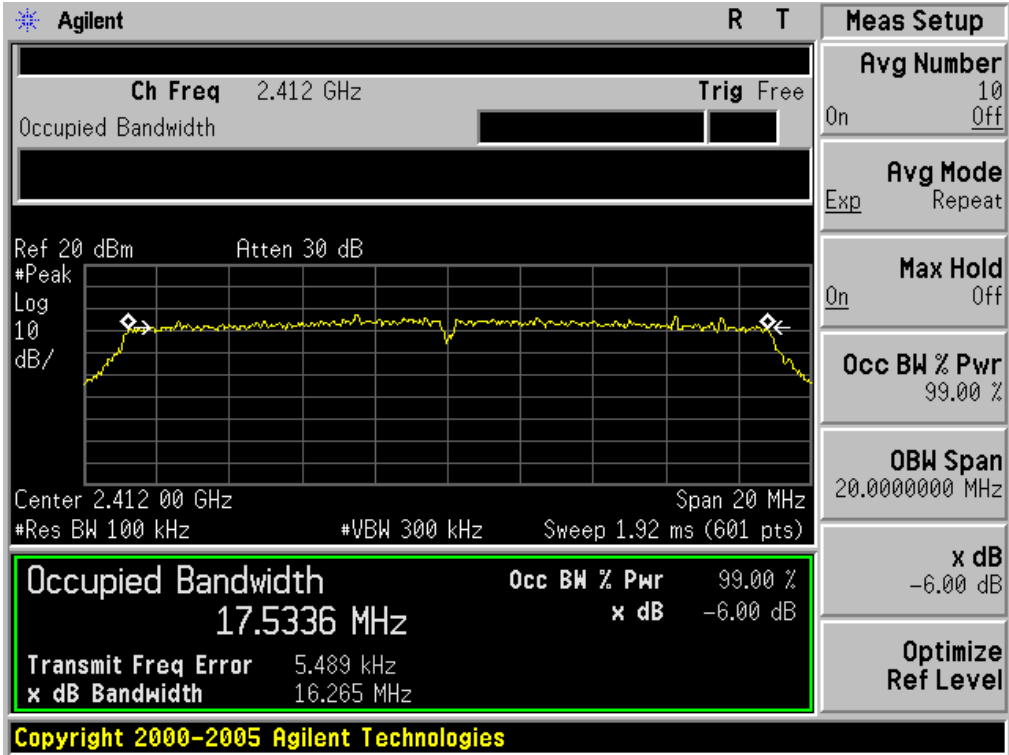 Agilent R T
Ch Freq 2.412 GHz Trig Free
Occupied Bandwidth
Ref 20 dBm Atten 30 dB
#Peak
Log
10
dB/
Center 2.412 00 GHz Span 20 MHz
#Res BW 100 kHz #VBW 300 kHz Sweep 1.92 ms (601 pts)
Occupied Bandwidth Occ BW % Pwr 99.00 %
17.5336 MHz x dB -6.00 dB
Transmit Freq Error 5.489 kHz
x dB Bandwidth 16.265 MHz
Copyright 2000-2005 Agilent Technologies
Meas Setup
Avg Number
10
On Off
Avg Mode
Exp Repeat
Max Hold
On Off
Occ BW % Pwr
99.00 %
OBW Span
20.0000000 MHz
x dB
-6.00 dB
Optimize
Ref Level